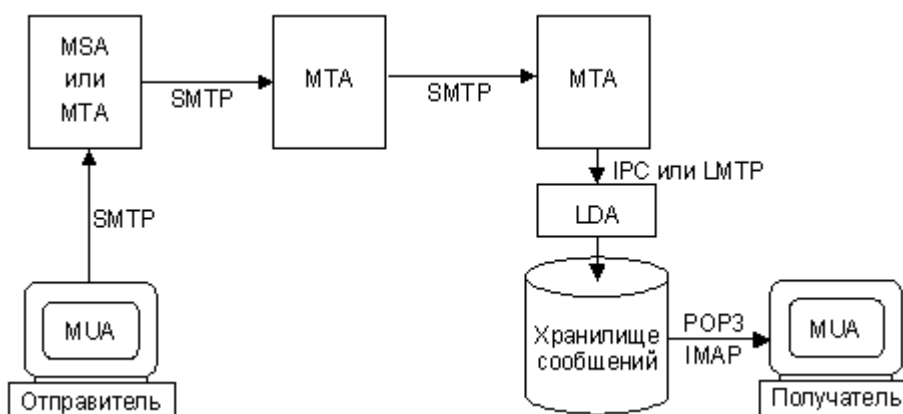 MSA
или
MTA
SMTP
MTA
SMTP
MTA
IPC или LMTP
LDA
SMTP
MUA
Отправитель
Хранилище
сообщений
POP3
IMAP
MUA
Получатель